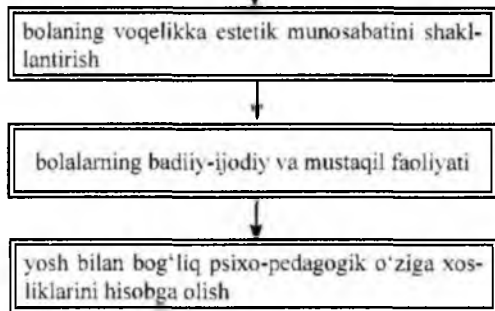 bolaning voqelikka estetik munosabatini shakl-
lantirish
bolalarning badiiy-ijodiy va mustaqil faoliyati
yosh bilan bog‘liq psixo-pedagogik o‘ziga xos-
liklarini hisobga olish